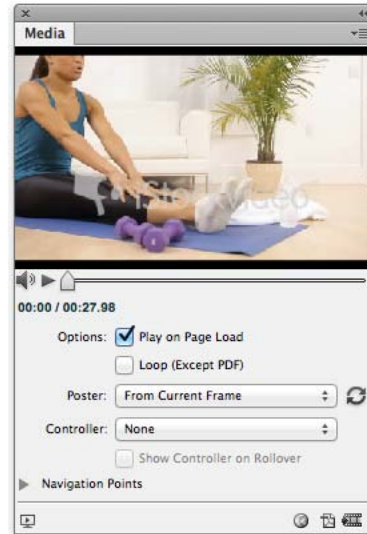 Media
iStockvideo
00:00 / 00:27.98
Options: Play on Page Load
Loop (Except PDF)
Poster: From Current Frame
Controller: None
Show Controller on Rollover
Navigation Points